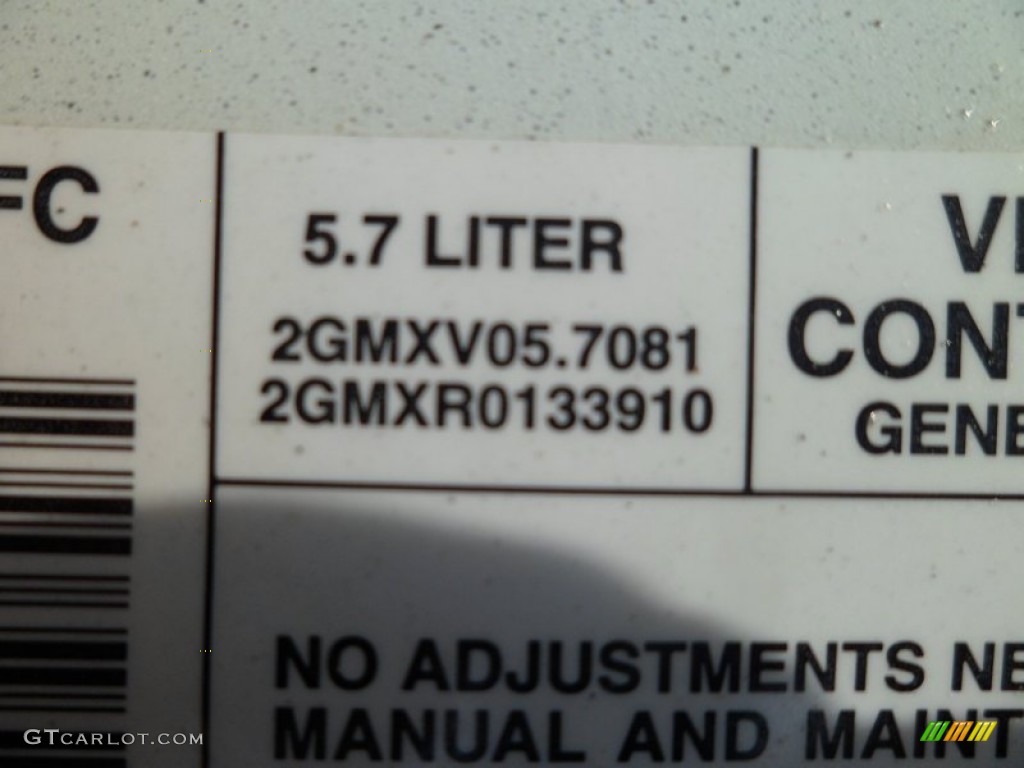 FC
5.7 LITER
2GMXV05.7081
2GMXR0133910
CON
GENE
NO ADJUSTMENTS NE
MANUAL AND MAINT
GTCARLOT.COM